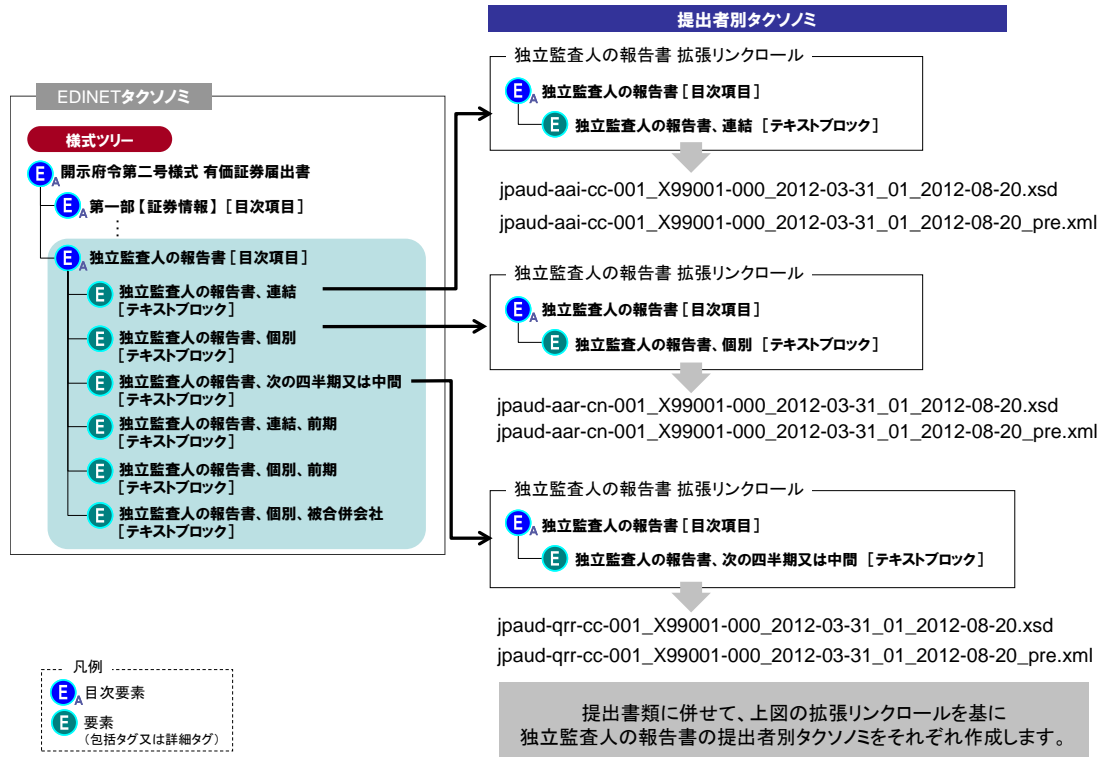 提出者別タクソノミ
EDINETタクソノミ
様式ツリー
E A 開示府令第二号様式 有価証券届出書
E A 第一部【証券情報】 [目次項目]
⋮
E A 独立監査人の報告書[目次項目]
E 独立監査人の報告書、連結
[テキストブロック]
E 独立監査人の報告書、個別
[テキストブロック]
E 独立監査人の報告書、次の四半期又は中間
[テキストブロック]
E 独立監査人の報告書、連結、前期
[テキストブロック]
E 独立監査人の報告書、個別、前期
[テキストブロック]
E 独立監査人の報告書、個別、被合併会社
[テキストブロック]
独立監査人の報告書 拡張リンクロール
E A 独立監査人の報告書[目次項目]
E 独立監査人の報告書、連結 [テキストブロック]
jpaud-aai-cc-001_X99001-000_2012-03-31_01_2012-08-20.xsd
jpaud-aai-cc-001_X99001-000_2012-03-31_01_2012-08-20_pre.xml
独立監査人の報告書 拡張リンクロール
E A 独立監査人の報告書[目次項目]
E 独立監査人の報告書、個別 [テキストブロック]
jpaud-aar-cn-001_X99001-000_2012-03-31_01_2012-08-20.xsd
jpaud-aar-cn-001_X99001-000_2012-03-31_01_2012-08-20_pre.xml
独立監査人の報告書 拡張リンクロール
E A 独立監査人の報告書[目次項目]
E 独立監査人の報告書、次の四半期又は中間 [テキストブロック]
jpaud-qrr-cc-001_X99001-000_2012-03-31_01_2012-08-20.xsd
jpaud-qrr-cc-001_X99001-000_2012-03-31_01_2012-08-20_pre.xml
凡例
E A 目次要素
E 要素
(包括タグ又は詳細タグ)
提出書類に併せて、上図の拡張リンクロールを基に
独立監査人の報告書の提出者別タクソノミをそれぞれ作成します。